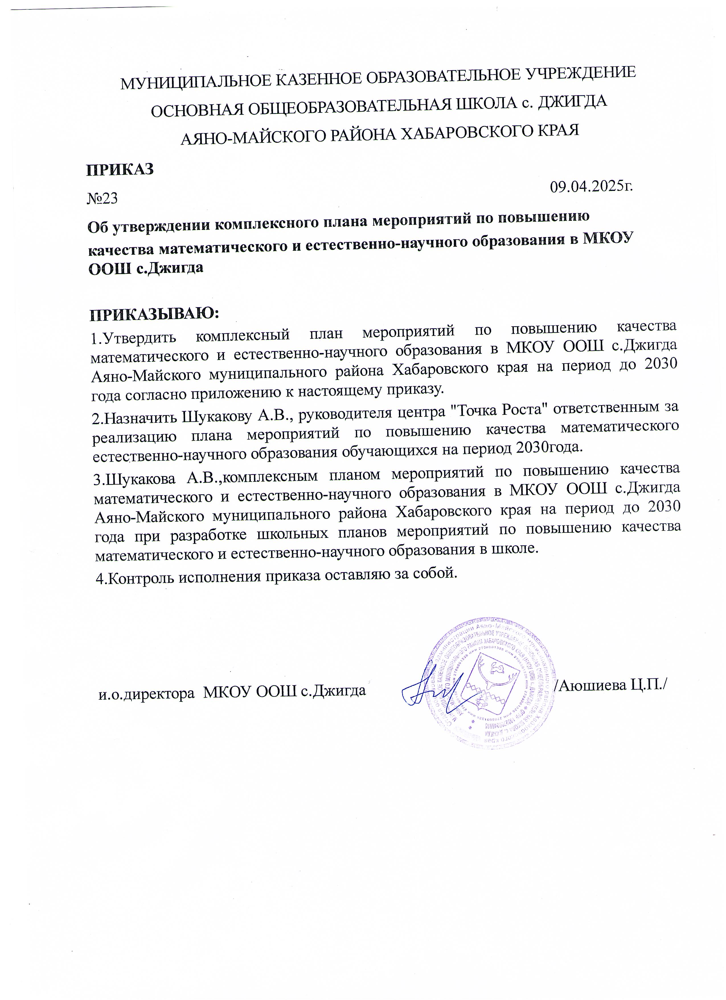 МУНИЦИПАЛЬНОЕ КАЗЕННОЕ ОБРАЗОВАТЕЛЬНОЕ УЧРЕЖДЕНИЕ
ОСНОВНАЯ ОБЩЕОБРАЗОВАТЕЛЬНАЯ ШКОЛА с. ДЖИГДА
АЯНО-МАЙСКОГО РАЙОНА ХАБАРОВСКОГО КРАЯ
ПРИКАЗ
№23 09.04.2025г.
Об утверждении комплексного плана мероприятий по повышению
качества математического и естественно-научного образования в МКОУ
ООШ с.Джигда
ПРИКАЗЫВАЮ:
1.Утвердить комплексный план мероприятий по повышению качества
математического и естественно-научного образования в МКОУ ООШ с.Джигда
Аяно-Майского муниципального района Хабаровского края на период до 2030
года согласно приложению к настоящему приказу.
2.Назначить Шукакову А.В., руководителя центра "Точка Роста" ответственным за
реализацию плана мероприятий по повышению качества математического
естественно-научного образования обучающихся на период 2030года.
3.Шукакова А.В.,комплексным планом мероприятий по повышению качества
математического и естественно-научного образования в МКОУ ООШ с.Джигда
Аяно-Майского муниципального района Хабаровского края на период до 2030
года при разработке школьных планов мероприятий по повышению качества
математического и естественно-научного образования в школе.
4.Контроль исполнения приказа оставляю за собой.
и.о.директора МКОУ ООШ с.Джигда /Аюшиева Ц.П./